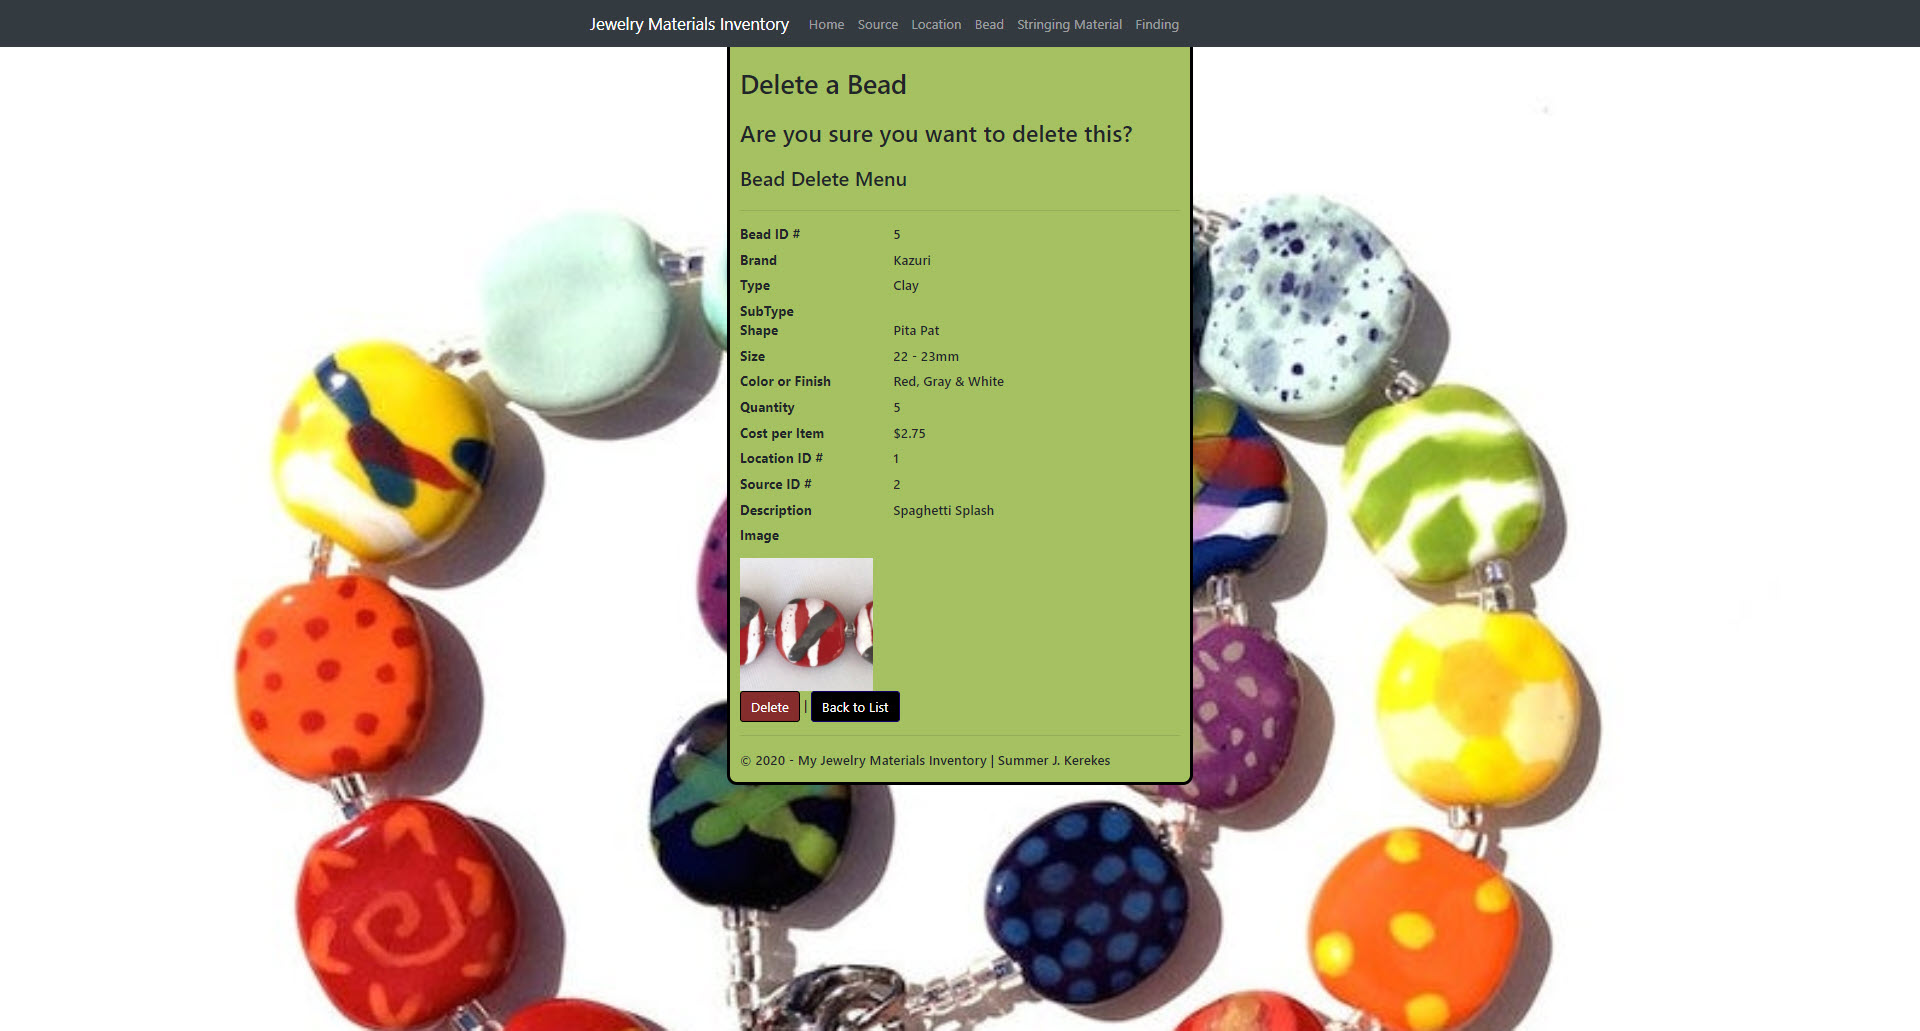 Jewelry Materials Inventory Home Source Location Bead Stringing Material Finding
Delete a Bead
Are you sure you want to delete this?
Bead Delete Menu
Bead ID # 5
Brand Kazuri
Type Clay
SubType
Shape Pita Pat
Size 22 - 23mm
Color or Finish Red, Gray & White
Quantity 5
Cost per Item $2.75
Location ID # 1
Source ID # 2
Description Spaghetti Splash
Image
Delete | Back to List
© 2020 - My Jewelry Materials Inventory | Summer J. Kerekes